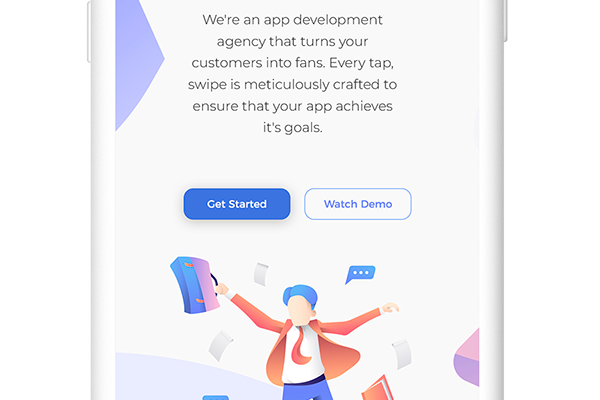 We're an app development
agency that turns your
customers into fans. Every tap,
swipe is meticulously crafted to
ensure that your app achieves
it's goals.
Get Started
Watch Demo